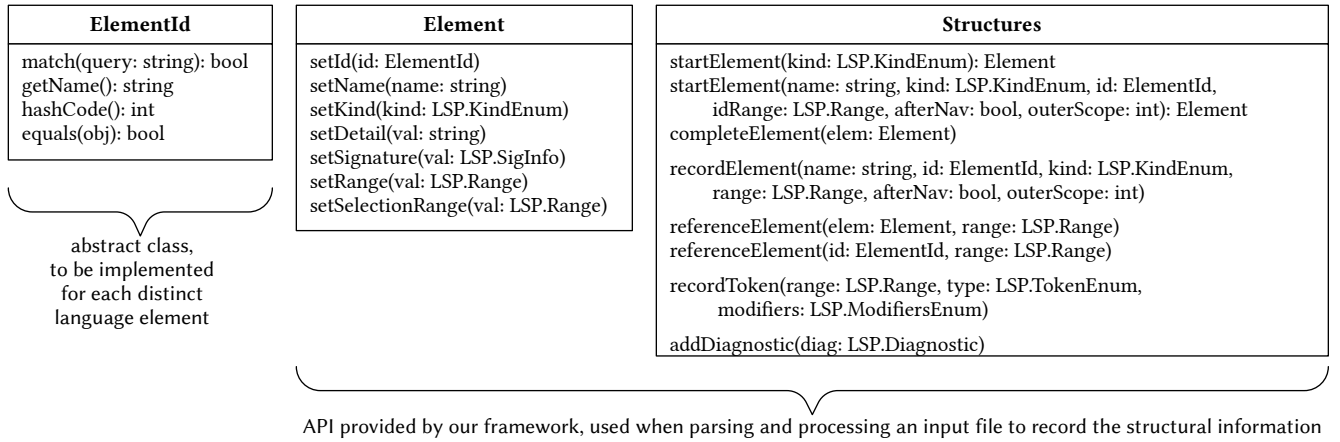 ElementId
match(query: string): bool
getName(): string
hashCode(): int
equals(obj): bool
abstract class,
to be implemented
for each distinct
language element
Element
setId(id: ElementId)
setName(name: string)
setKind(kind: LSP.KindEnum)
setDetail(val: string)
setSignature(val: LSP.SigInfo)
setRange(val: LSP.Range)
setSelectionRange(val: LSP.Range)
Structures
startElement(kind: LSP.KindEnum): Element
startElement(name: string, kind: LSP.KindEnum, id: ElementId,
idRange: LSP.Range, afterNav: bool, outerScope: int): Element
completeElement(elem: Element)
recordElement(name: string, id: ElementId, kind: LSP.KindEnum,
range: LSP.Range, afterNav: bool, outerScope: int)
referenceElement(elem: Element, range: LSP.Range)
referenceElement(id: ElementId, range: LSP.Range)
recordToken(range: LSP.Range, type: LSP.TokenEnum,
modifiers: LSP.ModifiersEnum)
addDiagnostic(diag: LSP.Diagnostic)
API provided by our framework, used when parsing and processing an input file to record the structural information